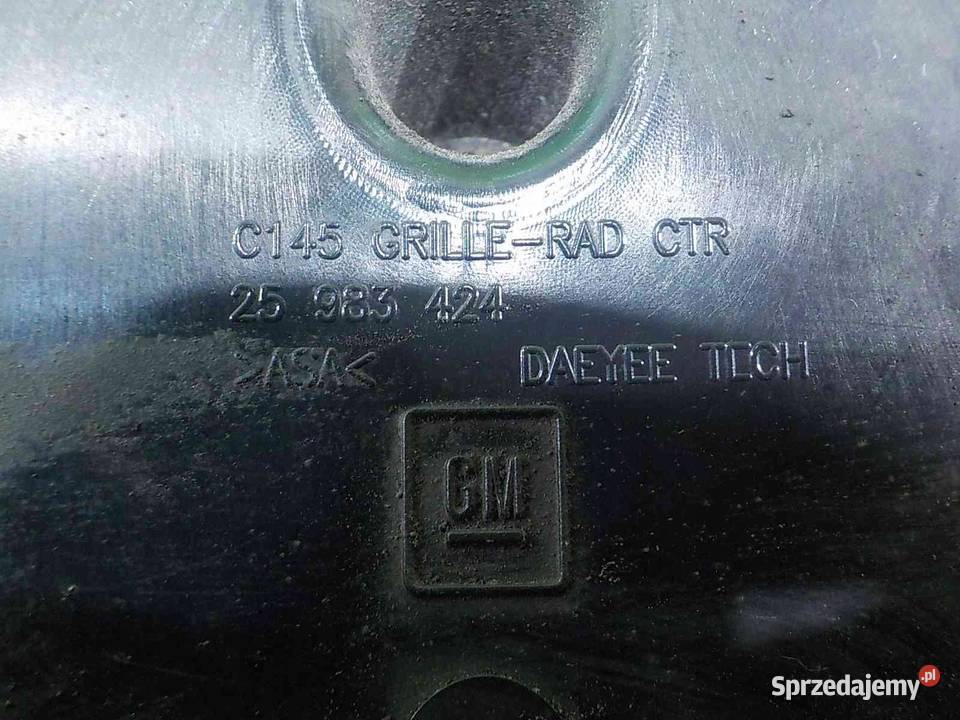 C145 GRILLE-RAD CTR
25 983 424
>ASA< DAEYEE TECH
GM
Sprzedajemy.pl